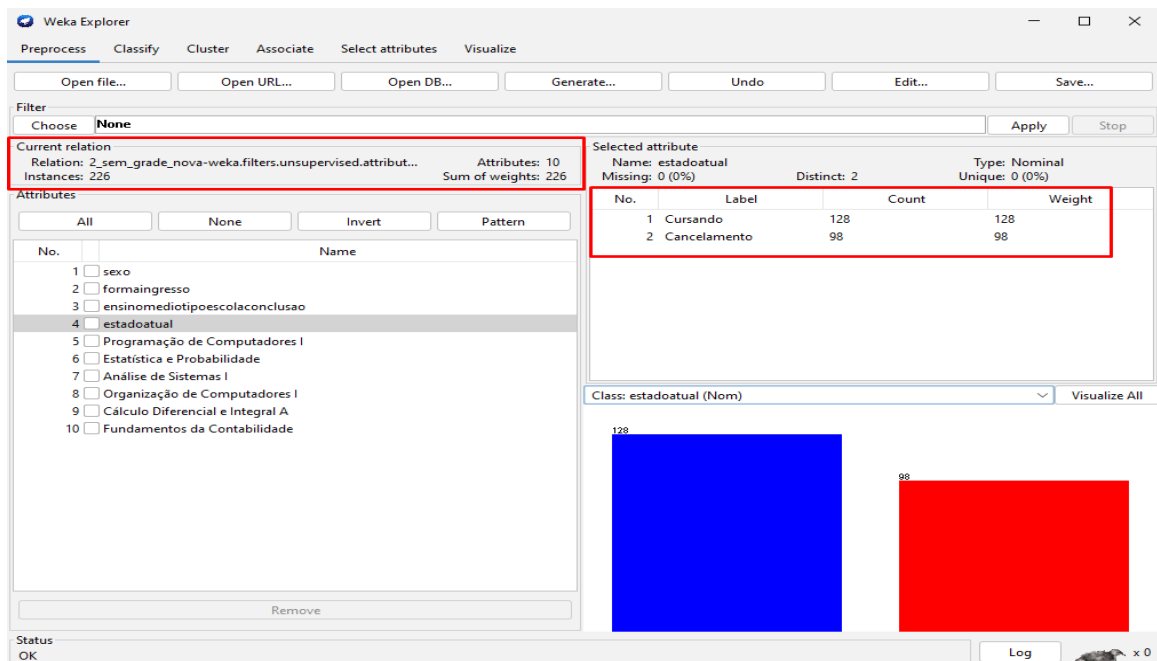 Weka Explorer
Preprocess Classify Cluster Associate Select attributes Visualize
Open file... Open URL... Open DB... Generate... Undo Edit... Save...
Filter
Choose None Apply Stop
Current relation
Relation: 2_sem_grade_nova-weka.filters.unsupervised.attribut... Attributes: 10
Instances: 226 Sum of weights: 226
Attributes
All None Invert Pattern
No. Name
1 sexo
2 formaingresso
3 ensinomediotipoescolaconclusao
4 estadoatual
5 Programação de Computadores I
6 Estatística e Probabilidade
7 Análise de Sistemas I
8 Organização de Computadores I
9 Cálculo Diferencial e Integral A
10 Fundamentos da Contabilidade
Remove
Selected attribute
Name: estadoatual Type: Nominal
Missing: 0 (0%) Distinct: 2 Unique: 0 (0%)
No. Label Count Weight
1 Cursando 128 128
2 Cancelamento 98 98
Class: estadoatual (Nom) Visualize All
128
98
Status
OK
Log x 0